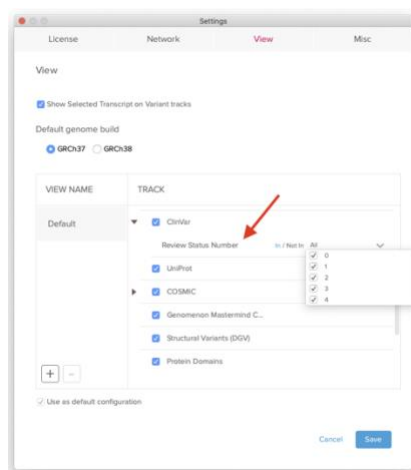 Settings
License Network View Misc
View
Show Selected Transcript on Variant tracks
Default genome build
GRCh37 GRCh38
VIEW NAME TRACK
Default ClinVar
Review Status Number In / Not In All
0
1
UniProt
2
3
COSMIC
4
Genomenon Mastermind C...
Structural Variants (DGV)
Protein Domains
+ −
Use as default configuration
Cancel Save